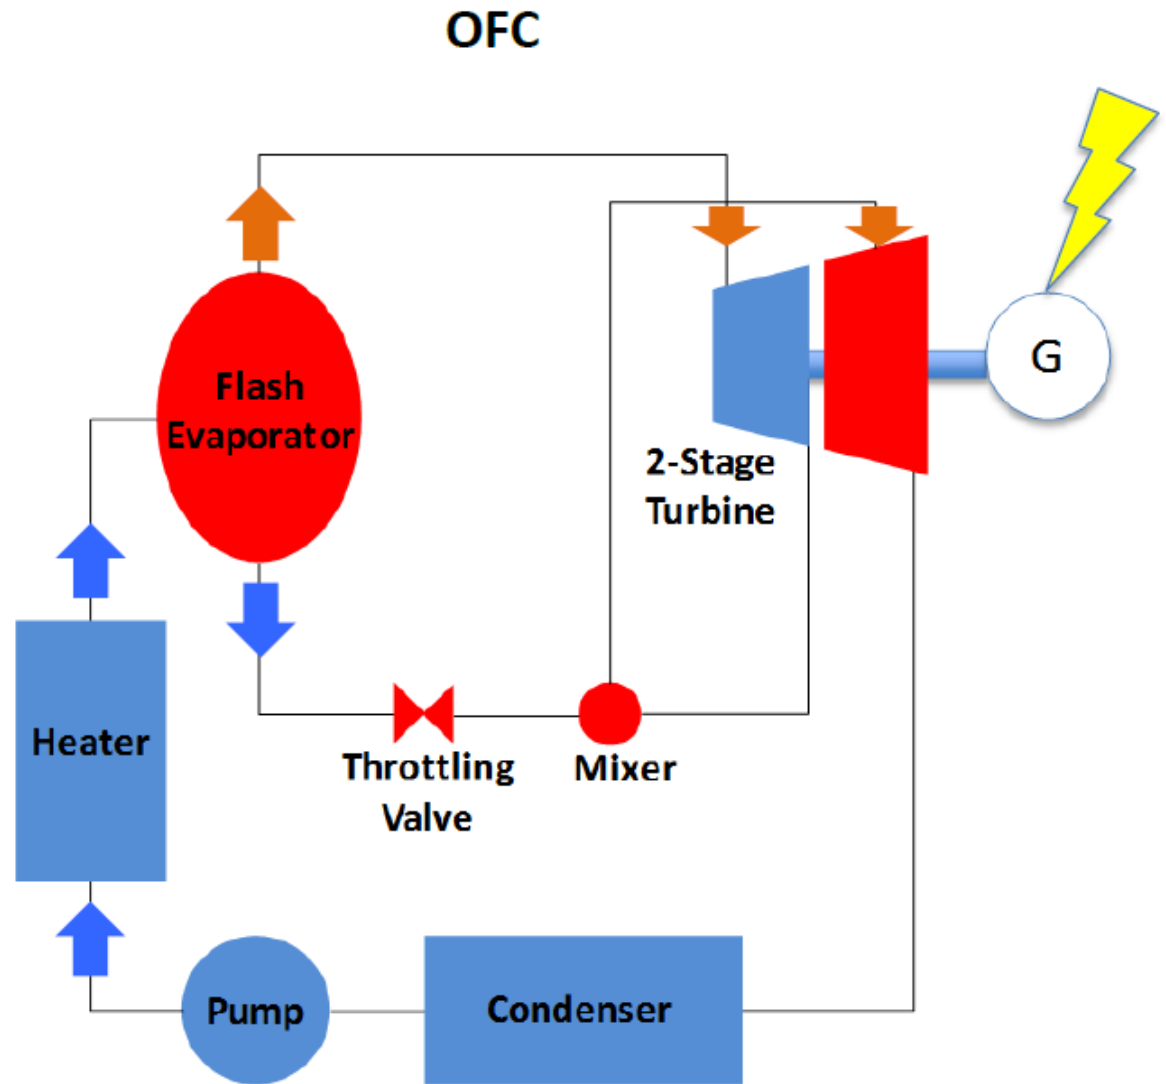 OFC
Flash
Evaporator
G
2-Stage
Turbine
Heater
Throttling
Valve
Mixer
Pump
Condenser